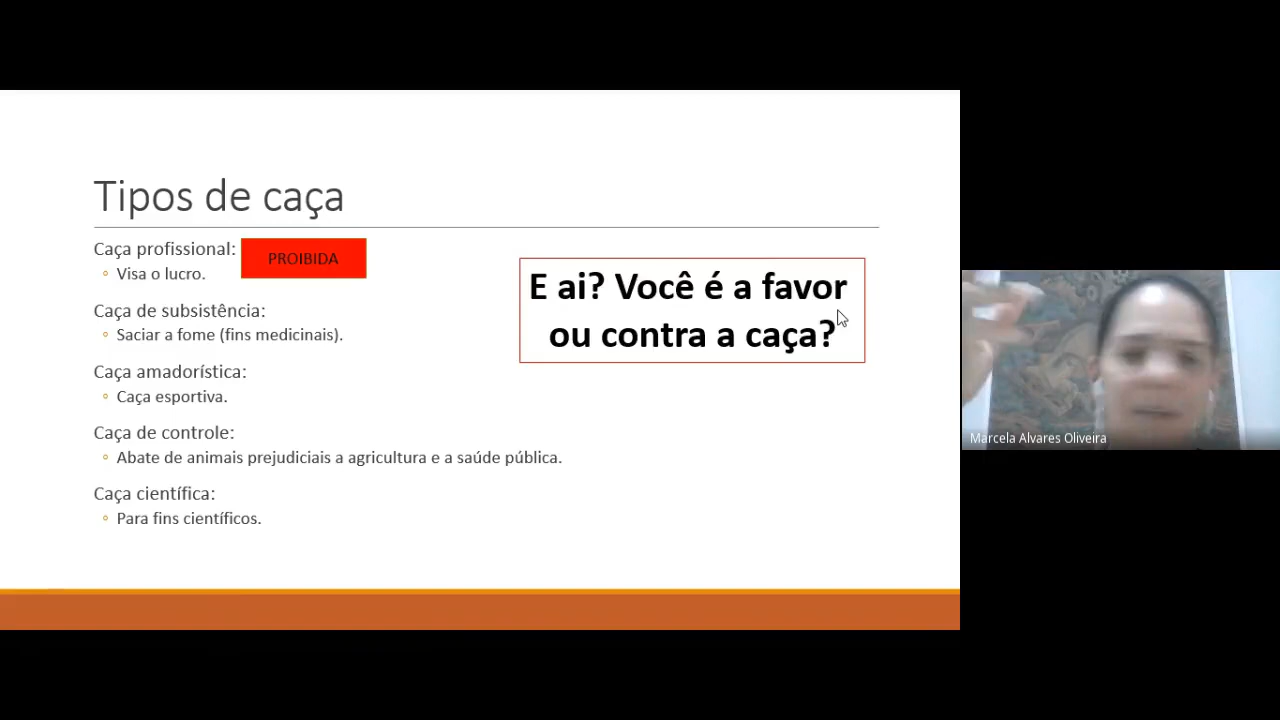 Tipos de caça
Caça profissional:
PROIBIDA
Visa o lucro.
Caça de subsistência:
Saciar a fome (fins medicinais).
Caça amadorística:
Caça esportiva.
Caça de controle:
Abate de animais prejudiciais a agricultura e a saúde pública.
Caça científica:
Para fins científicos.
E ai? Você é a favor
ou contra a caça?
Marcela Alvares Oliveira